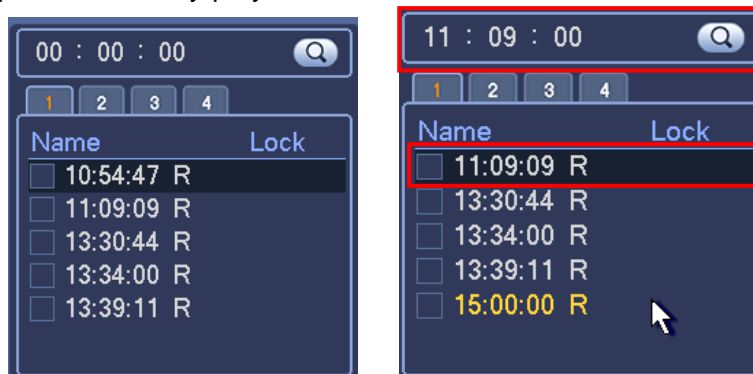 00 : 00 : 00
1 2 3 4
Name Lock
10:54:47 R
11:09:09 R
13:30:44 R
13:34:00 R
13:39:11 R
11 : 09 : 00
1 2 3 4
Name Lock
11:09:09 R
13:30:44 R
13:34:00 R
13:39:11 R
15:00:00 R